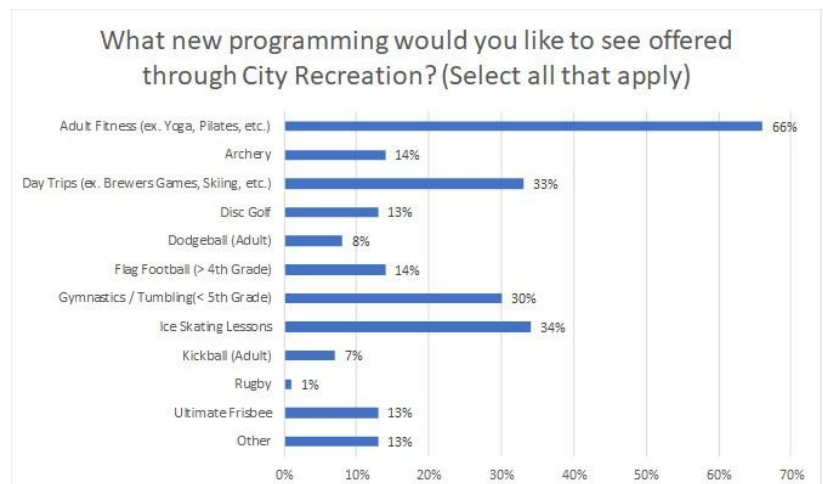 What new programming would you like to see offered
through City Recreation? (Select all that apply)
Adult Fitness (ex. Yoga, Pilates, etc.) 66%
Archery 14%
Day Trips (ex. Brewers Games, Skiing, etc.) 33%
Disc Golf 13%
Dodgeball (Adult) 8%
Flag Football (> 4th Grade) 14%
Gymnastics / Tumbling(< 5th Grade) 30%
Ice Skating Lessons 34%
Kickball (Adult) 7%
Rugby 1%
Ultimate Frisbee 13%
Other 13%
0% 10% 20% 30% 40% 50% 60% 70%